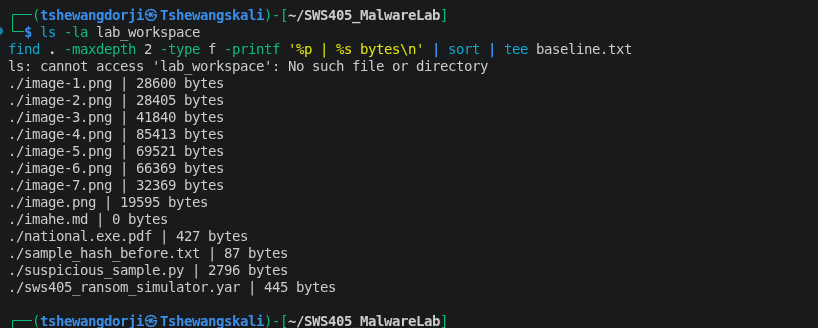 ┌──(tshewangdorji㉿Tshewangskali)-[~/SWS405_MalwareLab]
└─$ ls -la lab_workspace
find . -maxdepth 2 -type f -printf '%p | %s bytes\n' | sort | tee baseline.txt
ls: cannot access 'lab_workspace': No such file or directory
./image-1.png | 28600 bytes
./image-2.png | 28405 bytes
./image-3.png | 41840 bytes
./image-4.png | 85413 bytes
./image-5.png | 69521 bytes
./image-6.png | 66369 bytes
./image-7.png | 32369 bytes
./image.png | 19595 bytes
./imahe.md | 0 bytes
./national.exe.pdf | 427 bytes
./sample_hash_before.txt | 87 bytes
./suspicious_sample.py | 2796 bytes
./sws405_ransom_simulator.yar | 445 bytes
┌──(tshewangdorji㉿Tshewangskali)-[~/SWS405_MalwareLab]